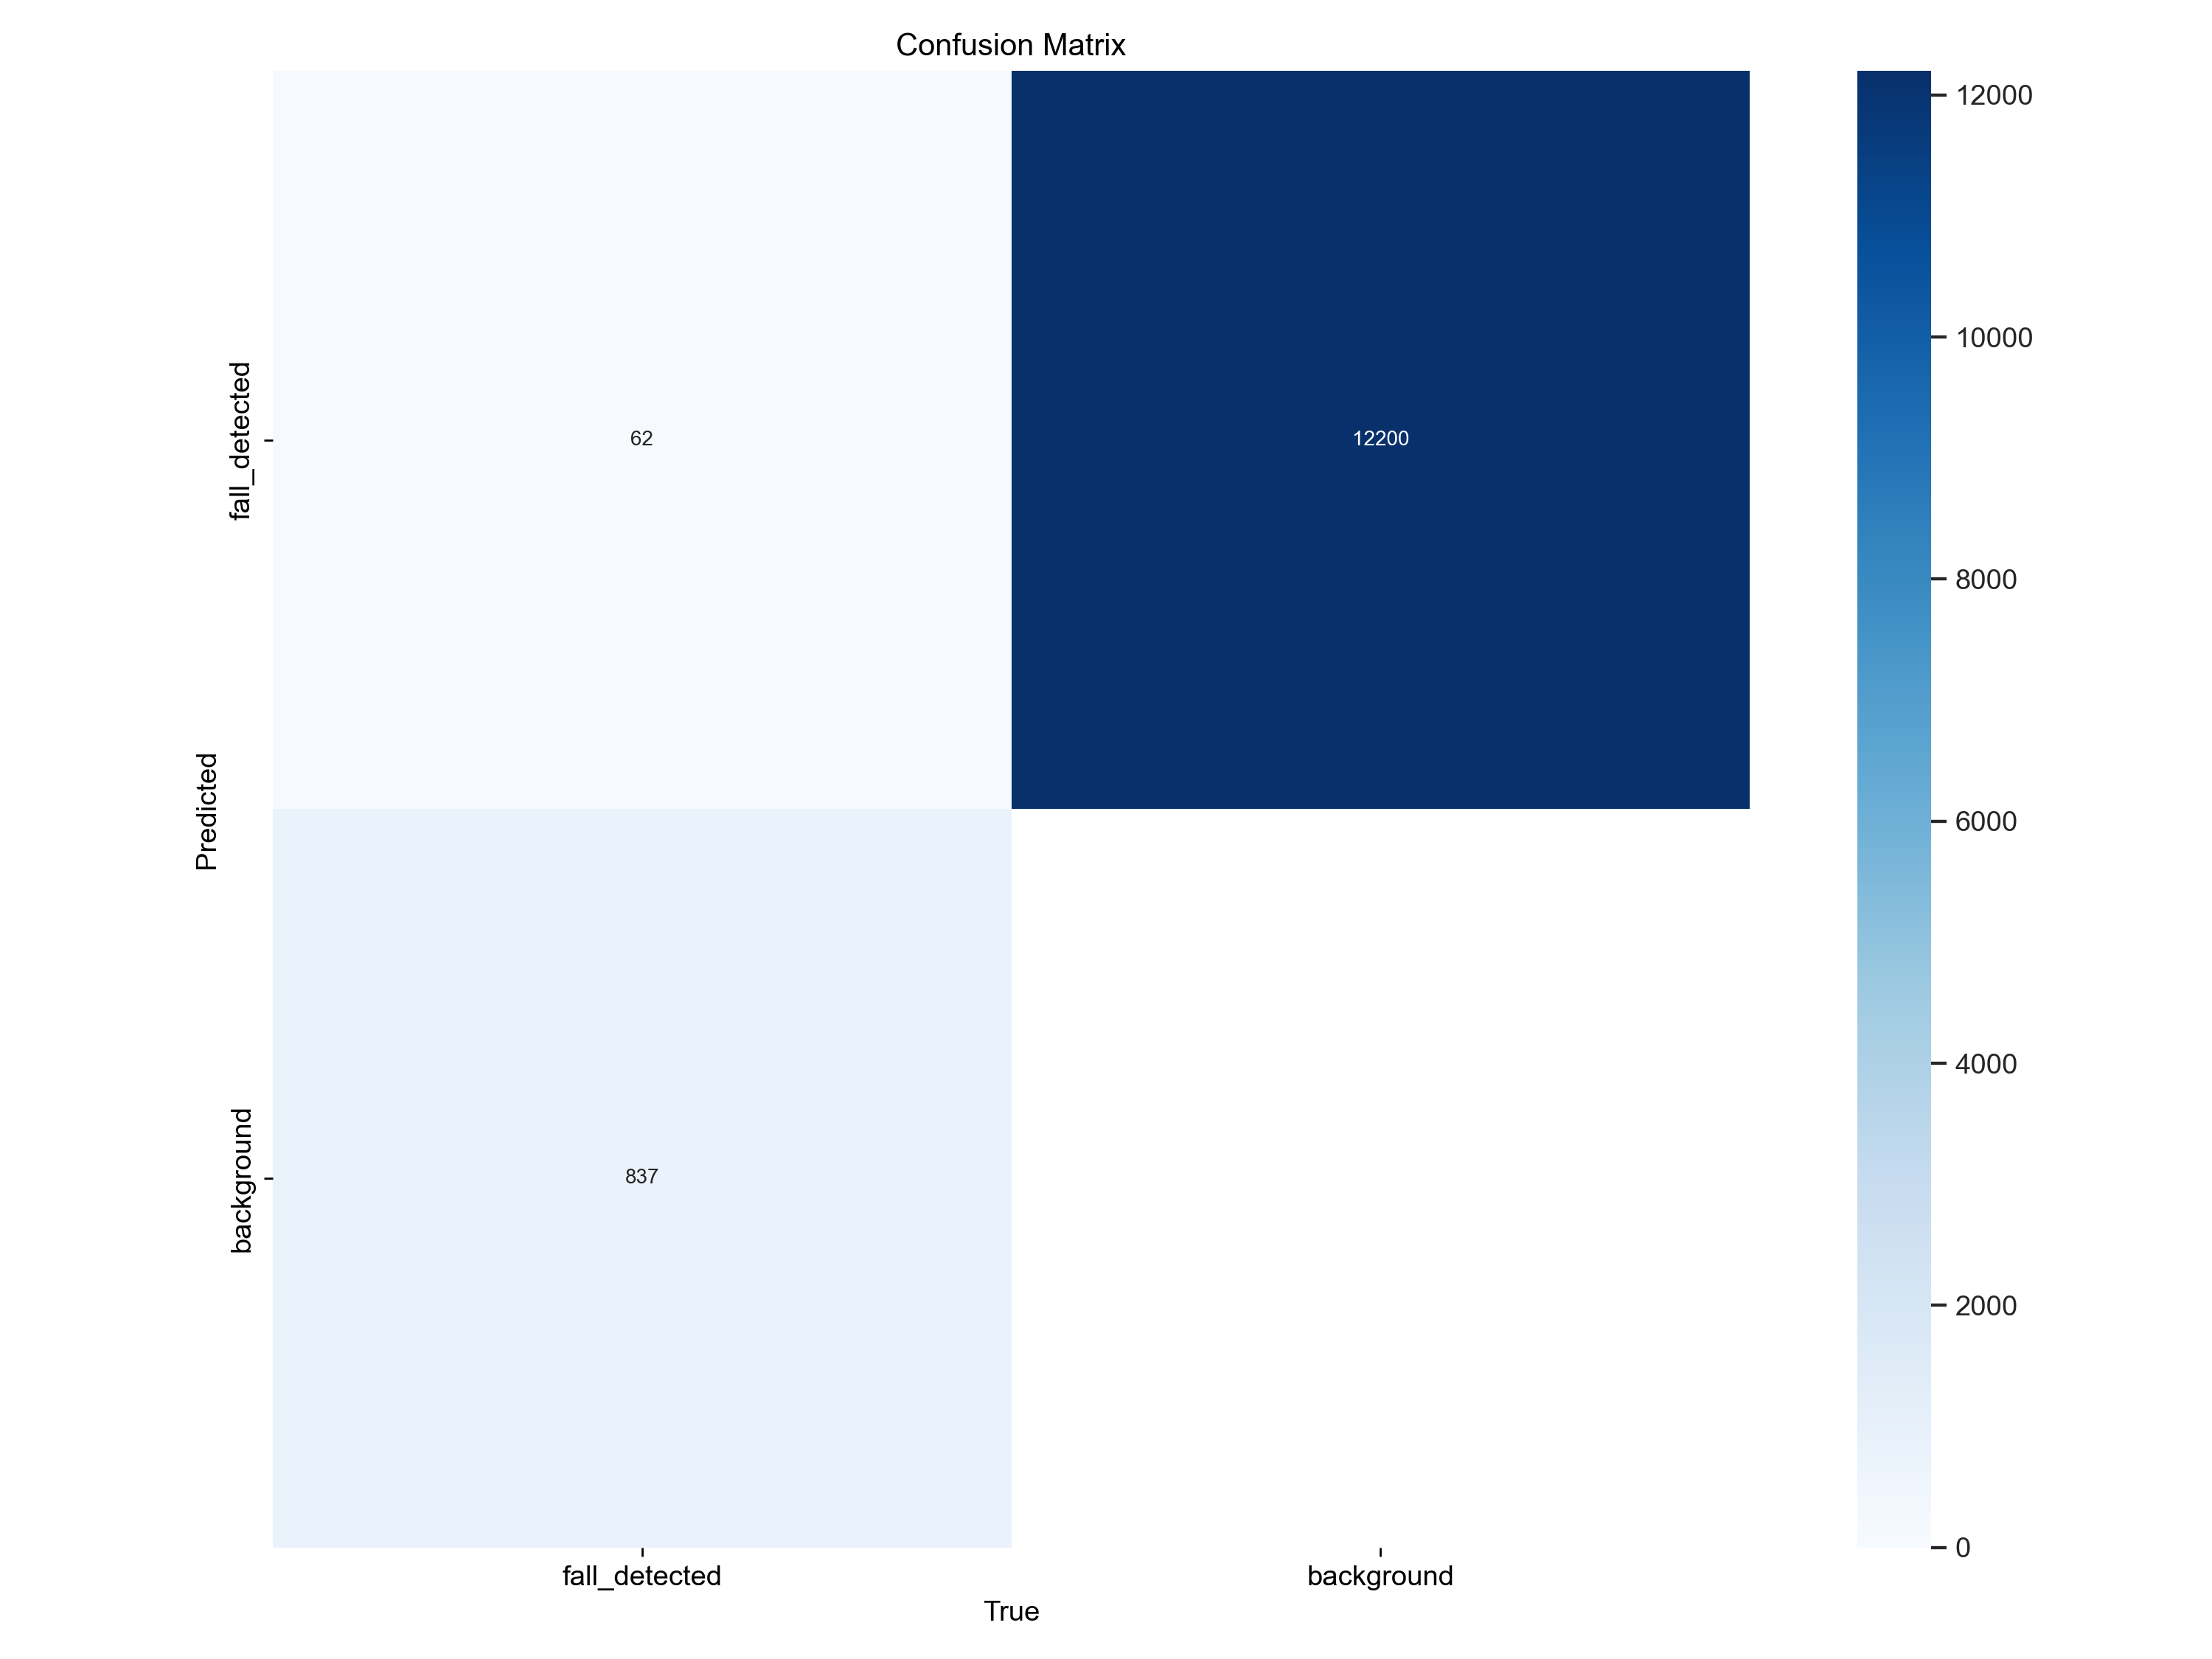 Confusion Matrix
fall_detected
62
12200
Predicted
background
837
fall_detected
background
True
12000
10000
8000
6000
4000
2000
0